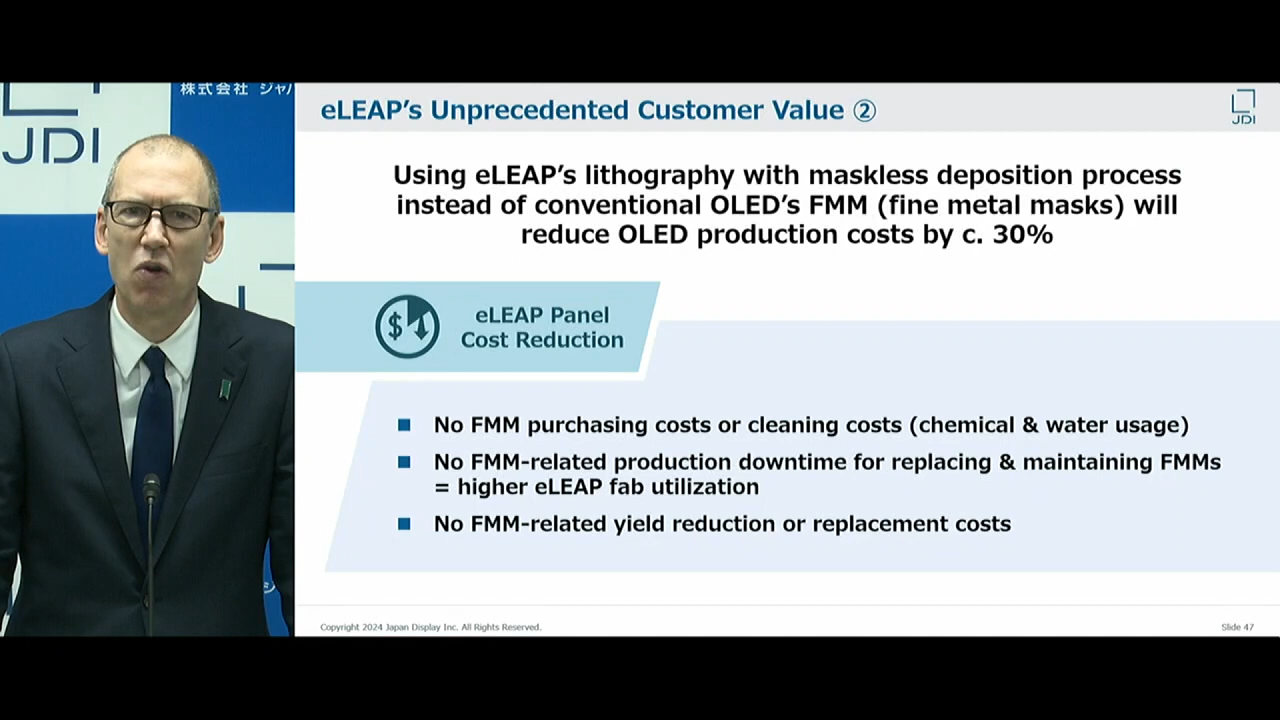 株式会社 ジャパ
JDI
eLEAP’s Unprecedented Customer Value ②
JDI
Using eLEAP’s lithography with maskless deposition process
instead of conventional OLED’s FMM (fine metal masks) will
reduce OLED production costs by c. 30%
$
eLEAP Panel
Cost Reduction
■ No FMM purchasing costs or cleaning costs (chemical & water usage)
■ No FMM-related production downtime for replacing & maintaining FMMs
= higher eLEAP fab utilization
■ No FMM-related yield reduction or replacement costs
Copyright 2024 Japan Display Inc. All Rights Reserved.
Slide 47